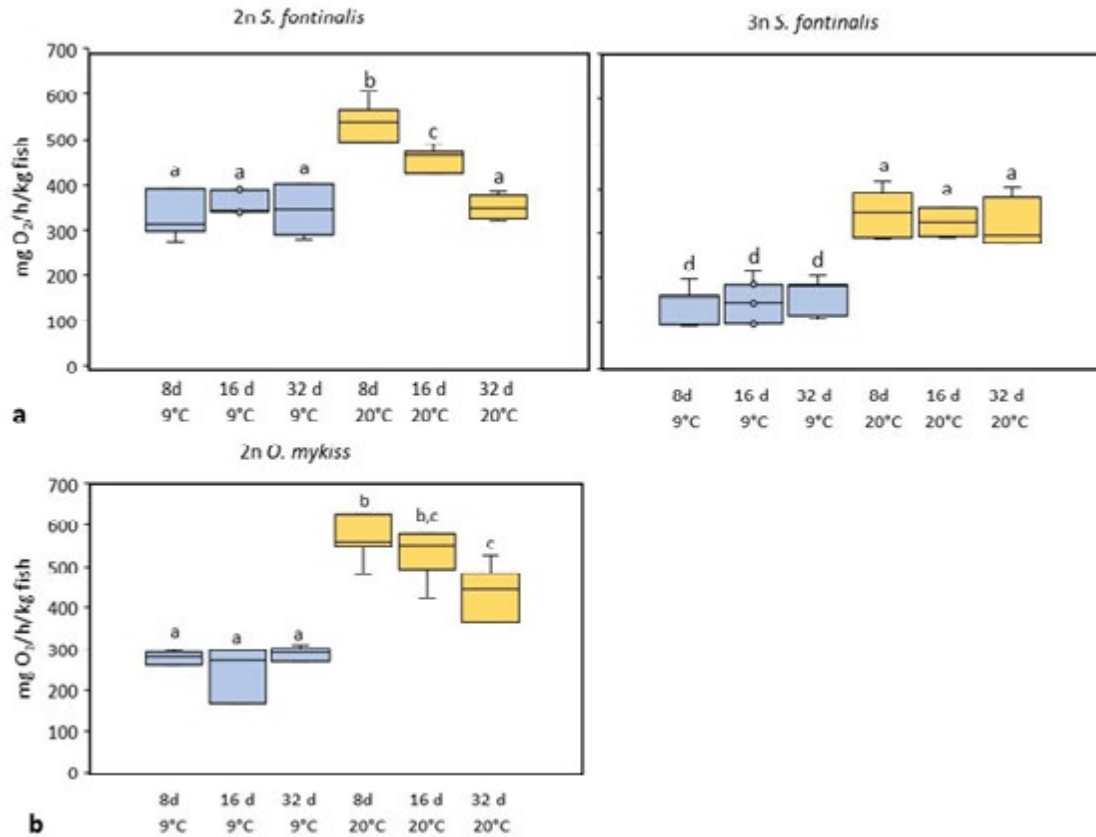 2n S. fontinalis
3n S. fontinalis
mg O₂/h/kg fish
700
600
500
400
300
200
100
0
a a a b c a
d d d a a a
8d 16 d 32 d 8d 16 d 32 d
9°C 9°C 9°C 20°C 20°C 20°C
8d 16 d 32 d 8d 16 d 32 d
9°C 9°C 9°C 20°C 20°C 20°C
a
2n O. mykiss
mg O₂/h/kg fish
700
600
500
400
300
200
100
0
a a a b b,c c
8d 16 d 32 d 8d 16 d 32 d
9°C 9°C 9°C 20°C 20°C 20°C
b